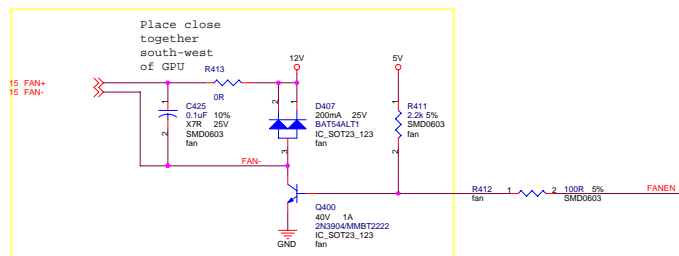 Place close
together
south-west
of GPU
12V
5V
R413
0R
15 FAN+
15 FAN-
1
C425
0.1uF 10%
X7R 25V
SMD0603
fan
2
2
1
D407
200mA 25V
BAT54ALT1
IC_SOT23_123
fan
3
1
R411
2.2k 5%
SMD0603
fan
2
FAN-
R412
fan
1
2
100R 5%
SMD0603
FANEN
Q400
40V 1A
2N3904/MMBT2222
IC_SOT23_123
fan
GND